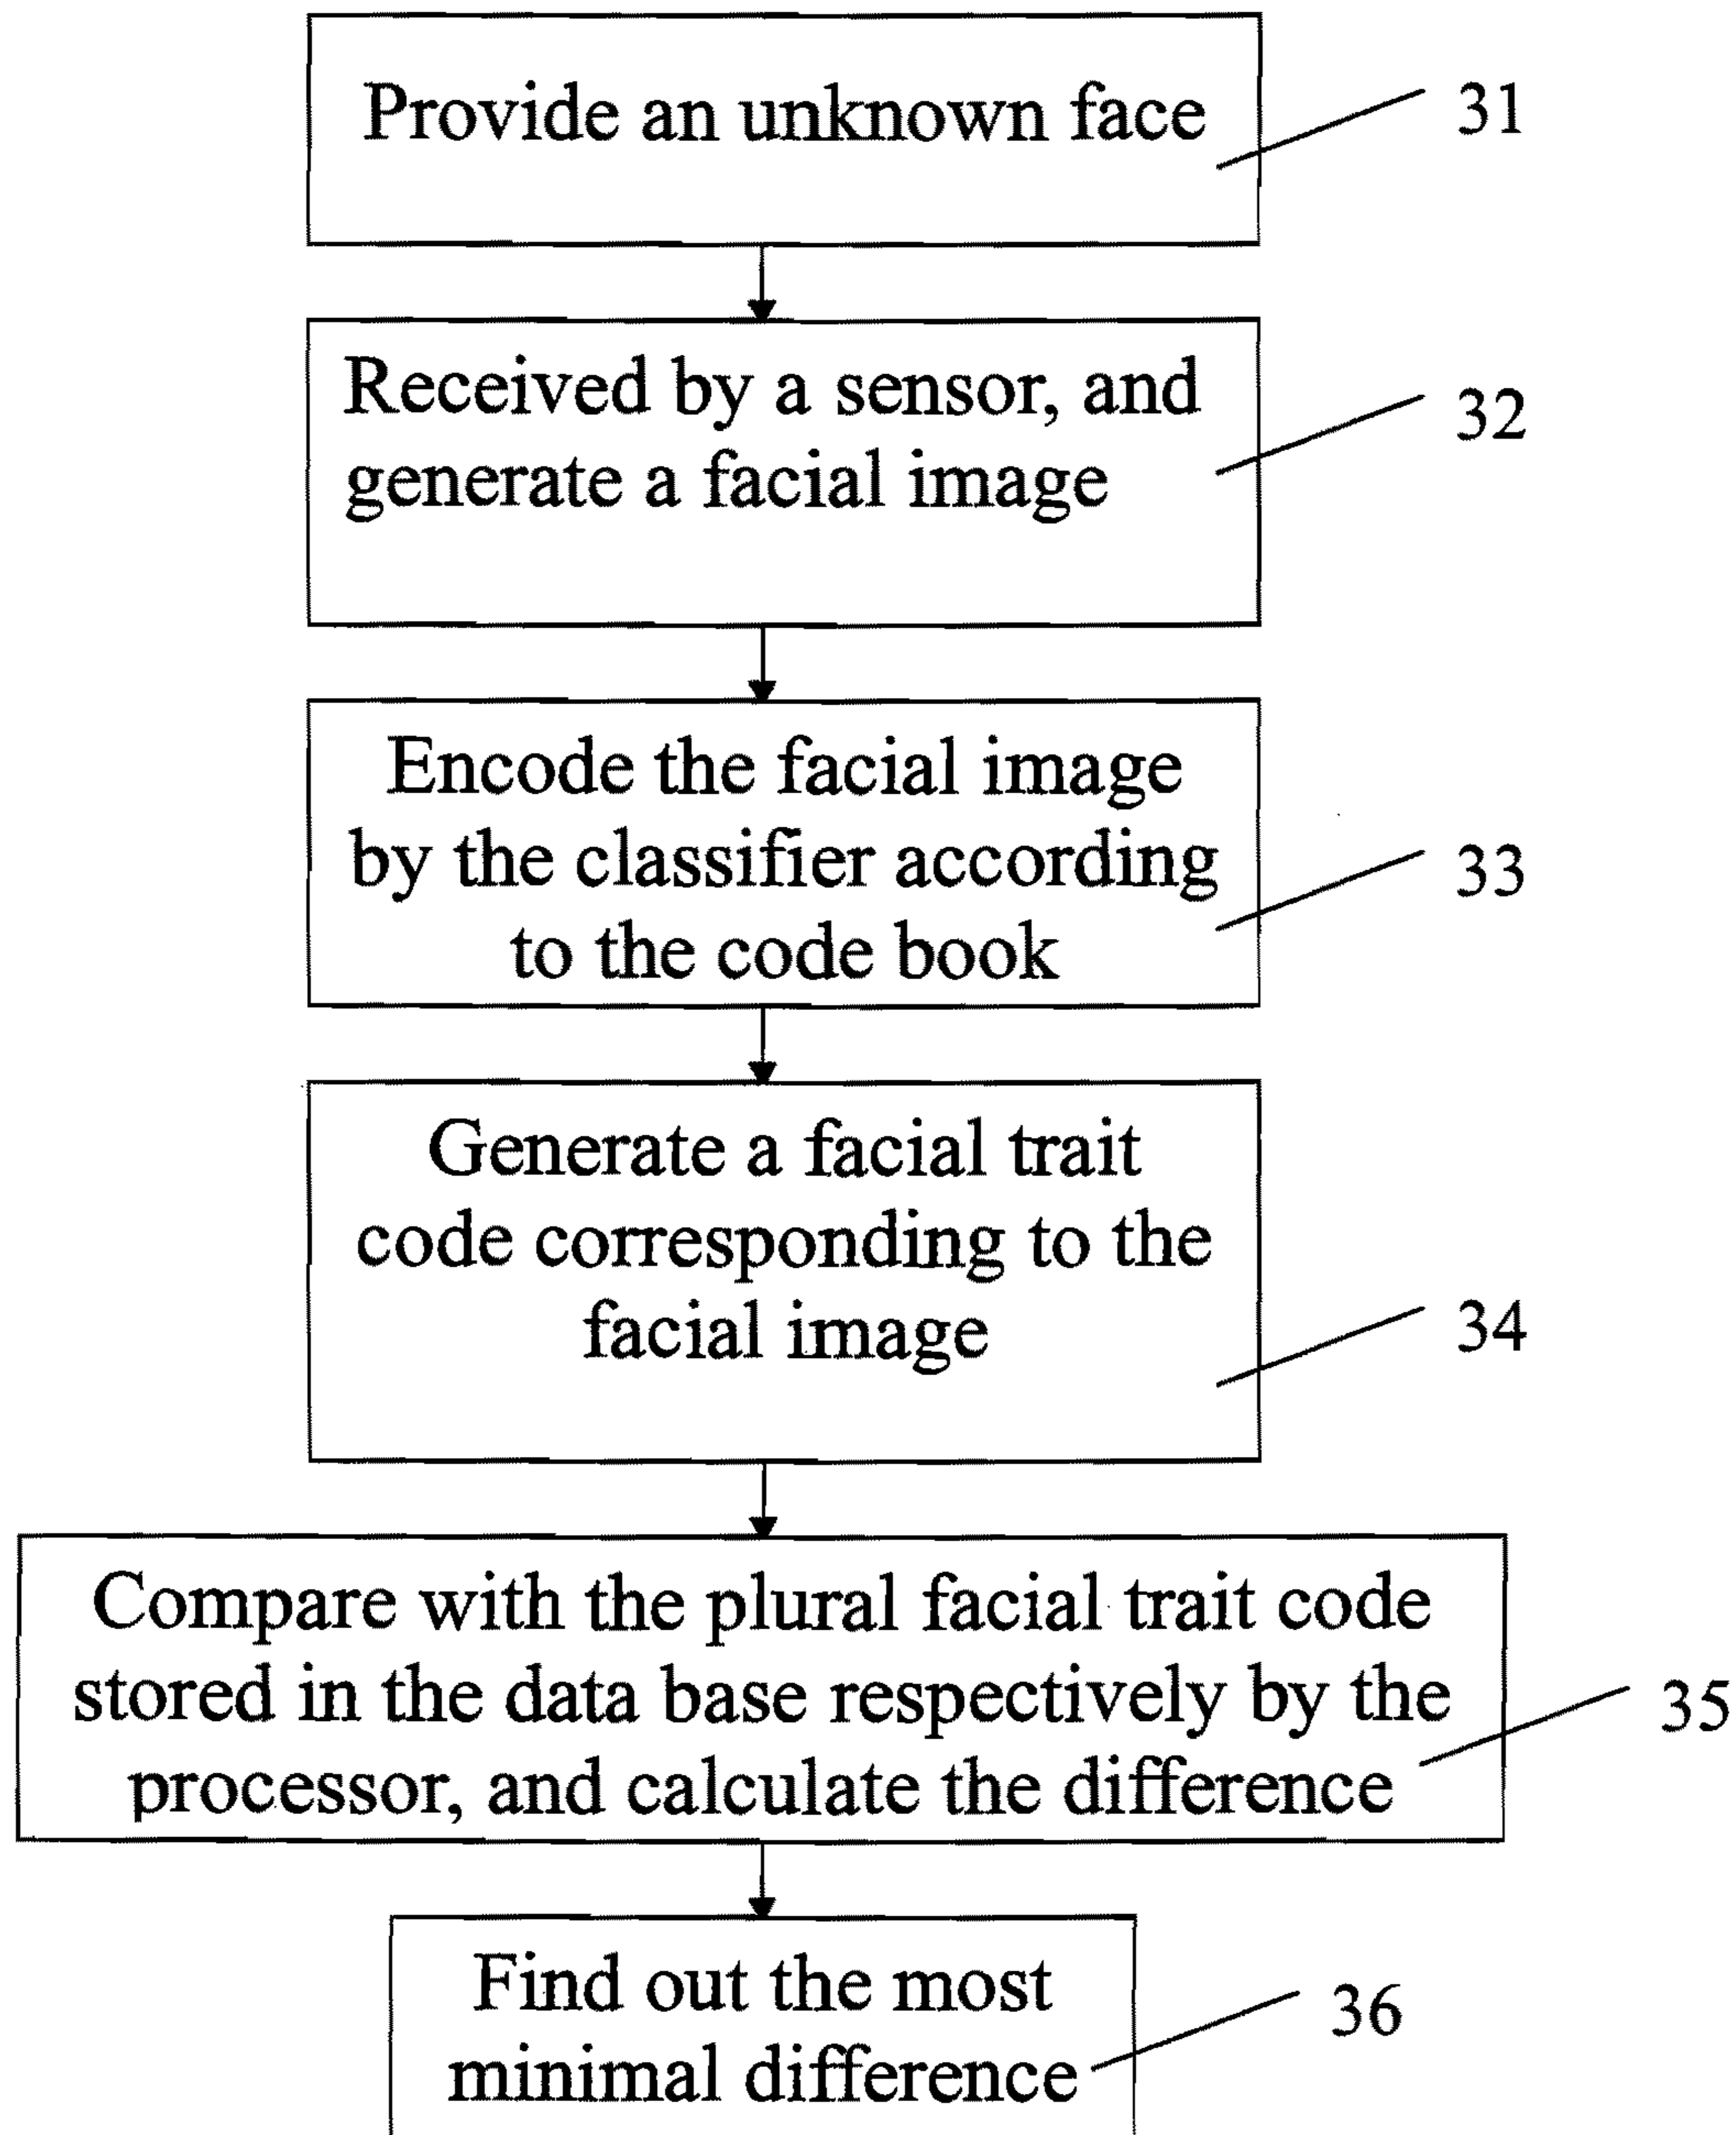 Provide an unknown face
31
Received by a sensor, and
generate a facial image
32
Encode the facial image
by the classifier according
to the code book
33
Generate a facial trait
code corresponding to the
facial image
34
Compare with the plural facial trait code
stored in the data base respectively by the
processor, and calculate the difference
35
Find out the most
minimal difference
36